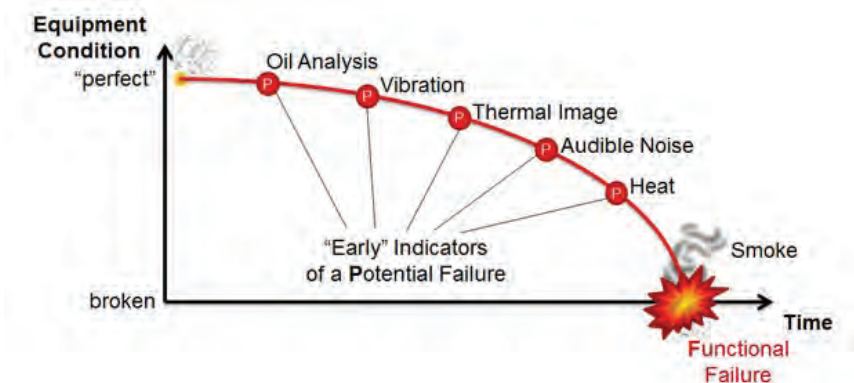 Equipment
Condition
"perfect"
Oil Analysis
P
Vibration
P
Thermal Image
P
Audible Noise
P
Heat
P
"Early" Indicators
of a Potential Failure
Smoke
broken
Time
Functional
Failure